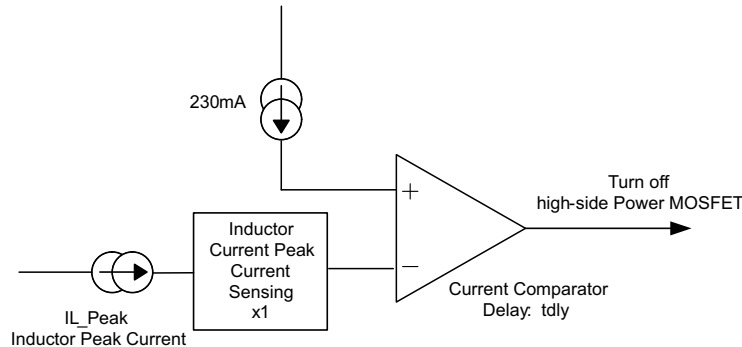 230mA
+
−
Turn off
high-side Power MOSFET
Inductor
Current Peak
Current
Sensing
x1
IL_Peak
Inductor Peak Current
Current Comparator
Delay: tdly